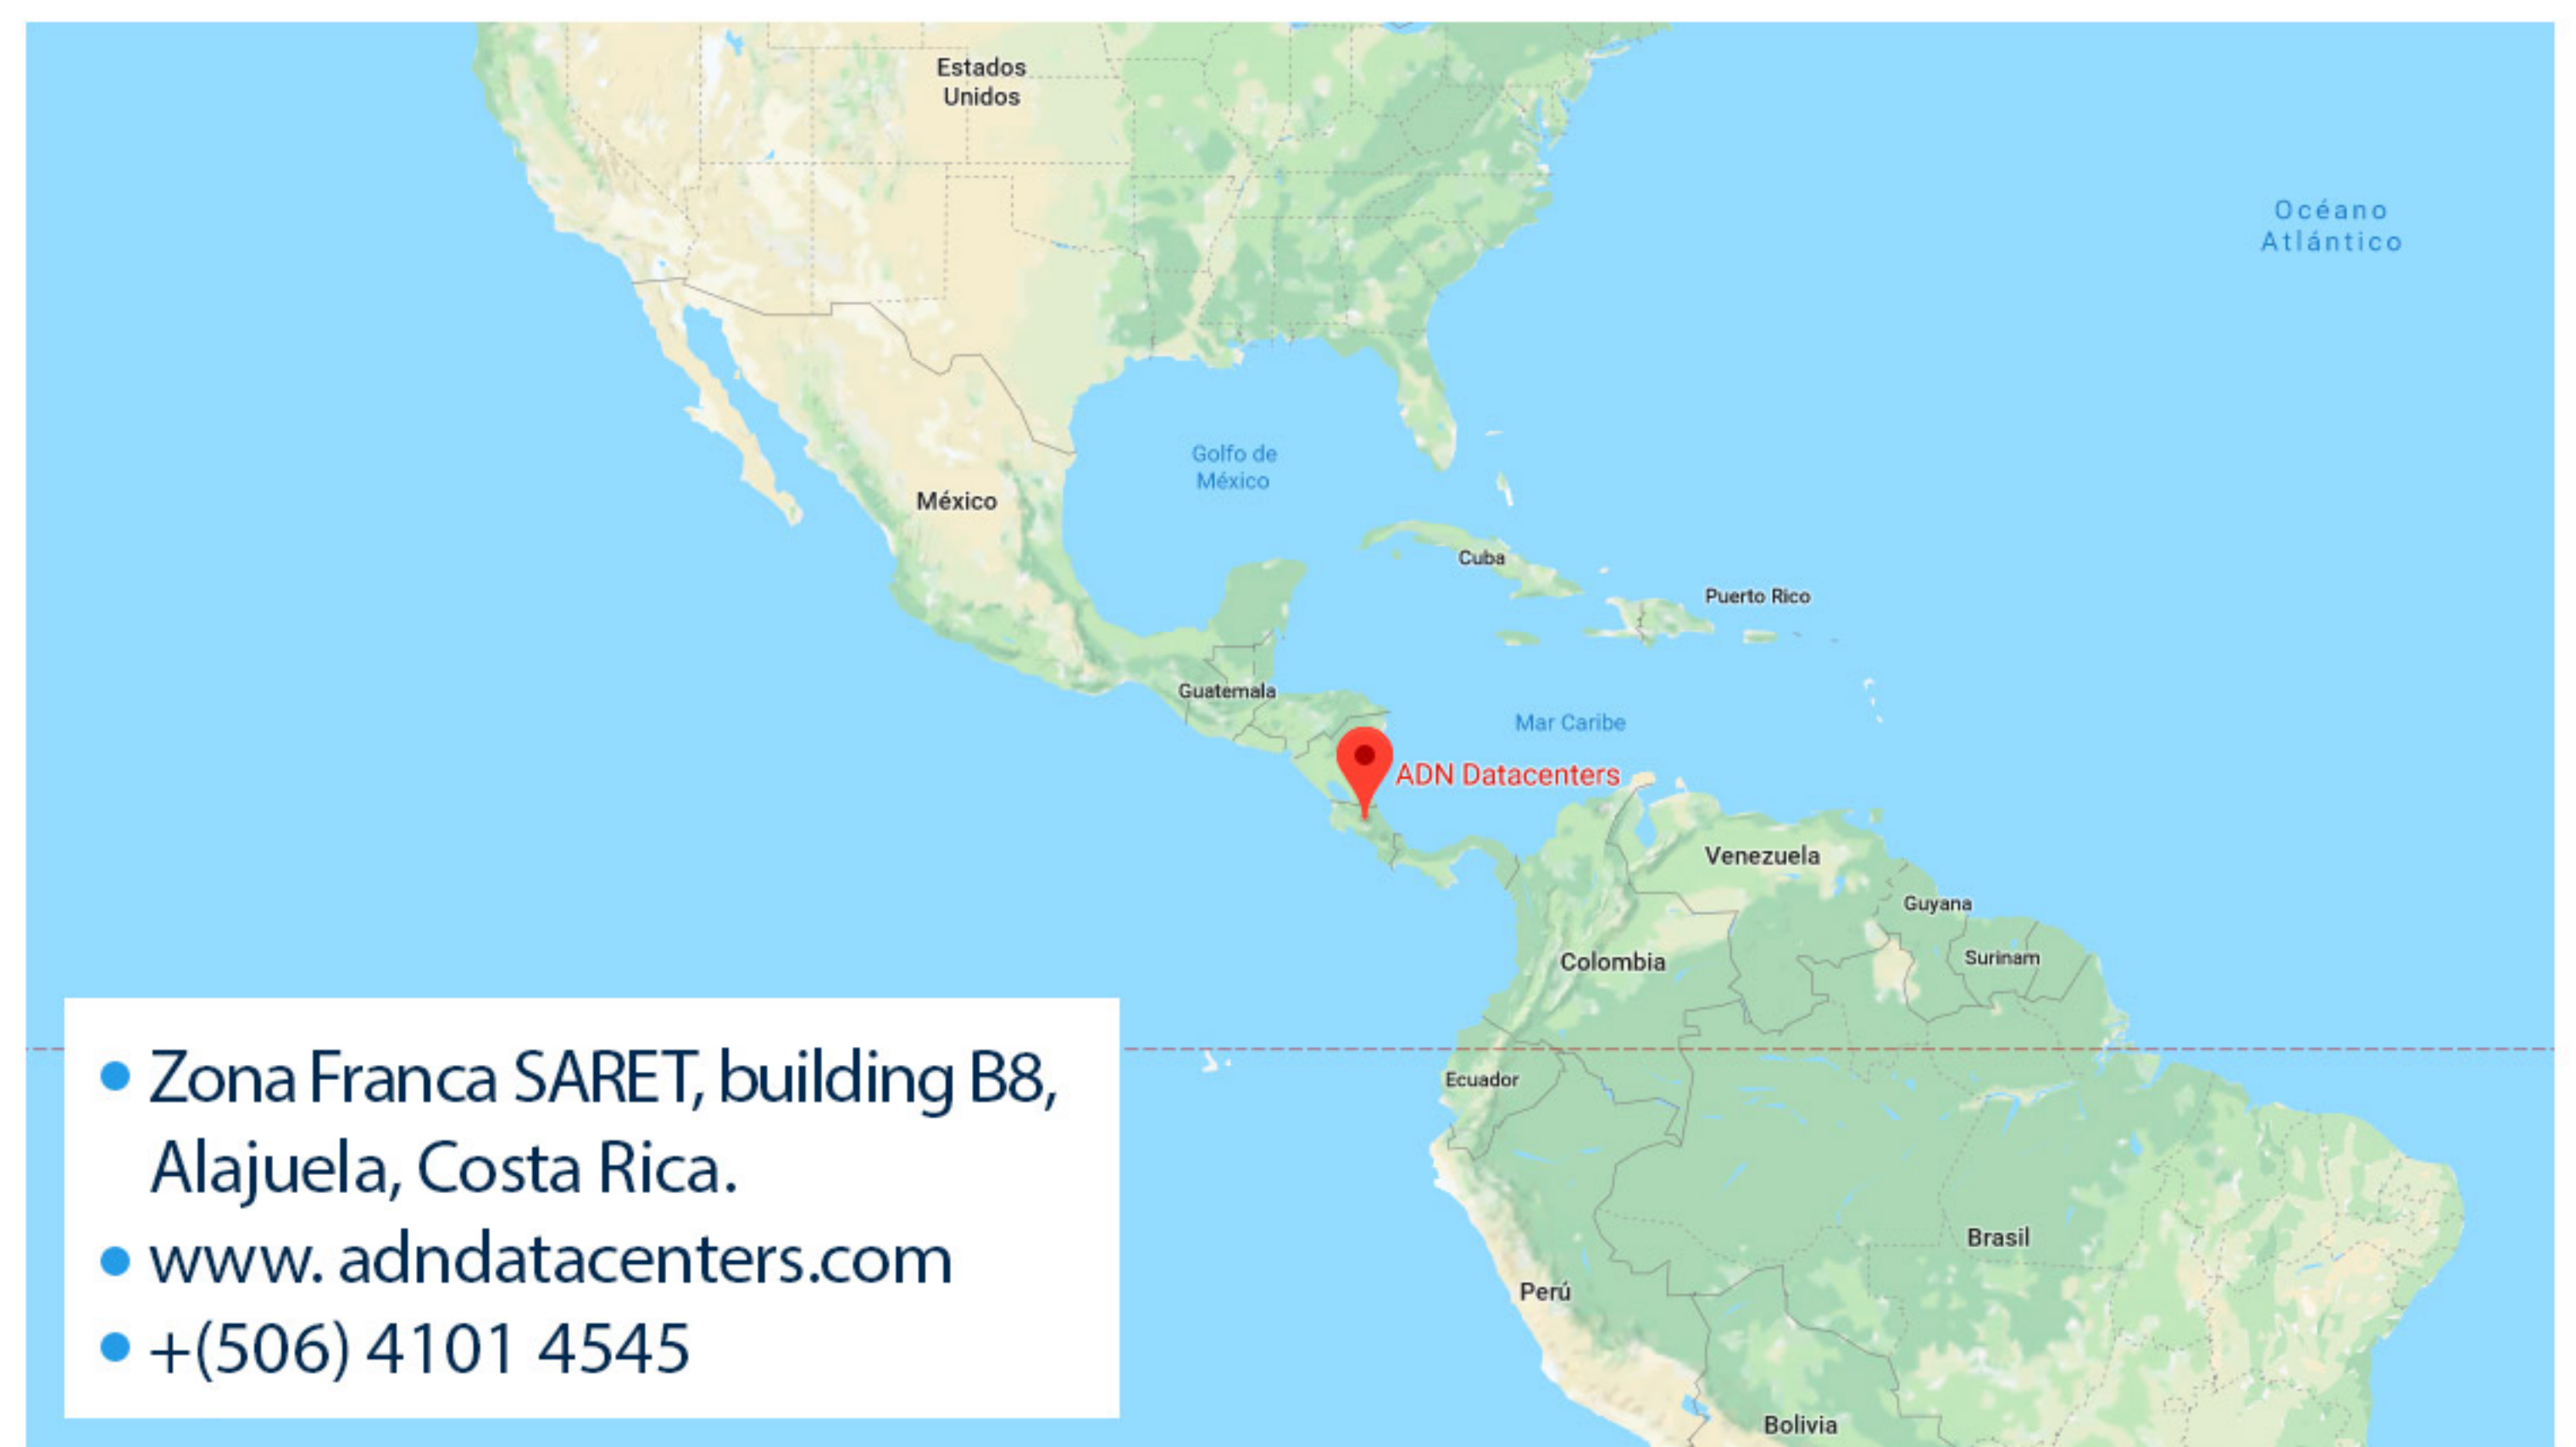 Estados
Unidos
Océano
Atlántico
Golfo de
México
México
Cuba
Puerto Rico
Guatemala
Mar Caribe
ADN Datacenters
Venezuela
Guyana
Colombia
Surinam
Ecuador
Brasil
Perú
Bolivia
• Zona Franca SARET, building B8,
Alajuela, Costa Rica.
• www. adndatacenters.com
• +(506) 4101 4545